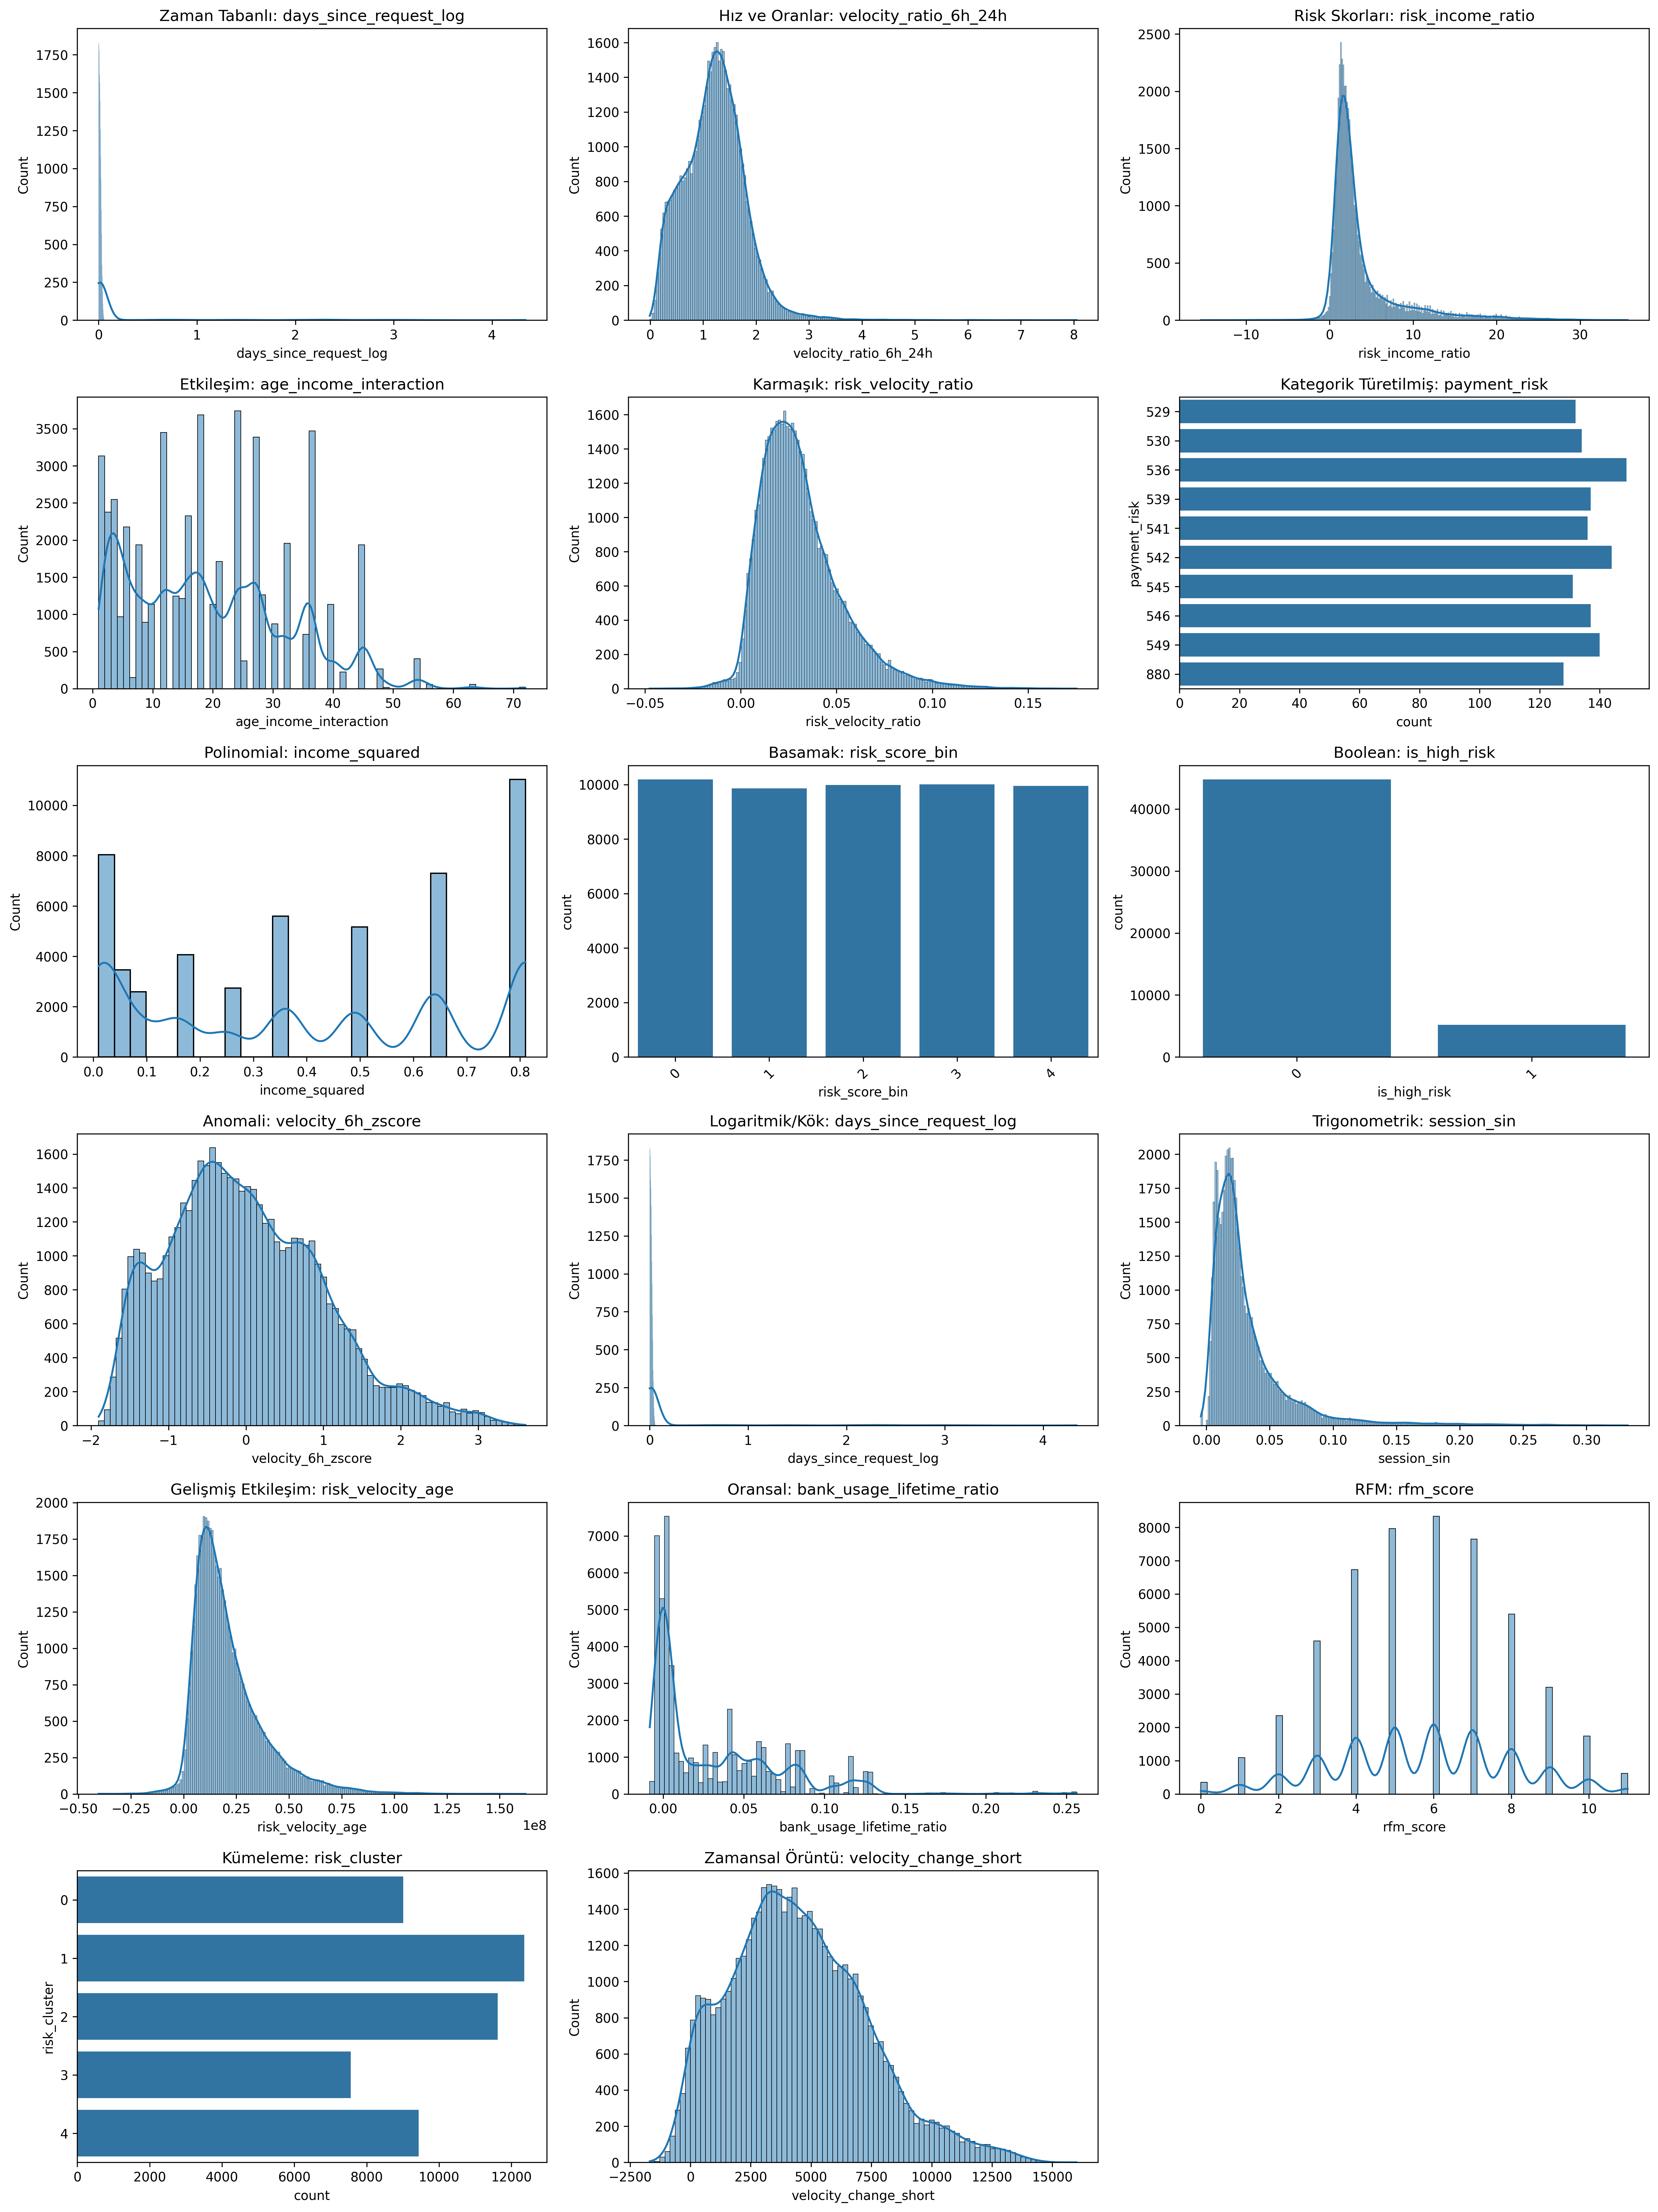 Zaman Tabanlı: days_since_request_log
Count
1750
1500
1250
1000
750
500
250
0
0 1 2 3 4
days_since_request_log
Hız ve Oranlar: velocity_ratio_6h_24h
Count
1600
1400
1200
1000
800
600
400
200
0
0 1 2 3 4 5 6 7 8
velocity_ratio_6h_24h
Risk Skorları: risk_income_ratio
Count
2500
2000
1500
1000
500
0
−10 0 10 20 30
risk_income_ratio
Etkileşim: age_income_interaction
Count
3500
3000
2500
2000
1500
1000
500
0
0 10 20 30 40 50 60 70
age_income_interaction
Karmaşık: risk_velocity_ratio
Count
1600
1400
1200
1000
800
600
400
200
0
−0.05 0.00 0.05 0.10 0.15
risk_velocity_ratio
Kategorik Türetilmiş: payment_risk
payment_risk
529
530
536
539
541
542
545
546
549
880
0 20 40 60 80 100 120 140
count
Polinomial: income_squared
Count
10000
8000
6000
4000
2000
0
0.0 0.1 0.2 0.3 0.4 0.5 0.6 0.7 0.8
income_squared
Basamak: risk_score_bin
count
10000
8000
6000
4000
2000
0
0 1 2 3 4
risk_score_bin
Boolean: is_high_risk
count
40000
30000
20000
10000
0
0 1
is_high_risk
Anomali: velocity_6h_zscore
Count
1600
1400
1200
1000
800
600
400
200
0
−2 −1 0 1 2 3
velocity_6h_zscore
Logaritmik/Kök: days_since_request_log
Count
1750
1500
1250
1000
750
500
250
0
0 1 2 3 4
days_since_request_log
Trigonometrik: session_sin
Count
2000
1750
1500
1250
1000
750
500
250
0
0.00 0.05 0.10 0.15 0.20 0.25 0.30
session_sin
Gelişmiş Etkileşim: risk_velocity_age
Count
2000
1750
1500
1250
1000
750
500
250
0
−0.50 −0.25 0.00 0.25 0.50 0.75 1.00 1.25 1.50
risk_velocity_age
1e8
Oransal: bank_usage_lifetime_ratio
Count
7000
6000
5000
4000
3000
2000
1000
0
0.00 0.05 0.10 0.15 0.20 0.25
bank_usage_lifetime_ratio
RFM: rfm_score
Count
8000
7000
6000
5000
4000
3000
2000
1000
0
0 2 4 6 8 10
rfm_score
Kümeleme: risk_cluster
risk_cluster
0
1
2
3
4
0 2000 4000 6000 8000 10000 12000
count
Zamansal Örüntü: velocity_change_short
Count
1600
1400
1200
1000
800
600
400
200
0
−2500 0 2500 5000 7500 10000 12500 15000
velocity_change_short